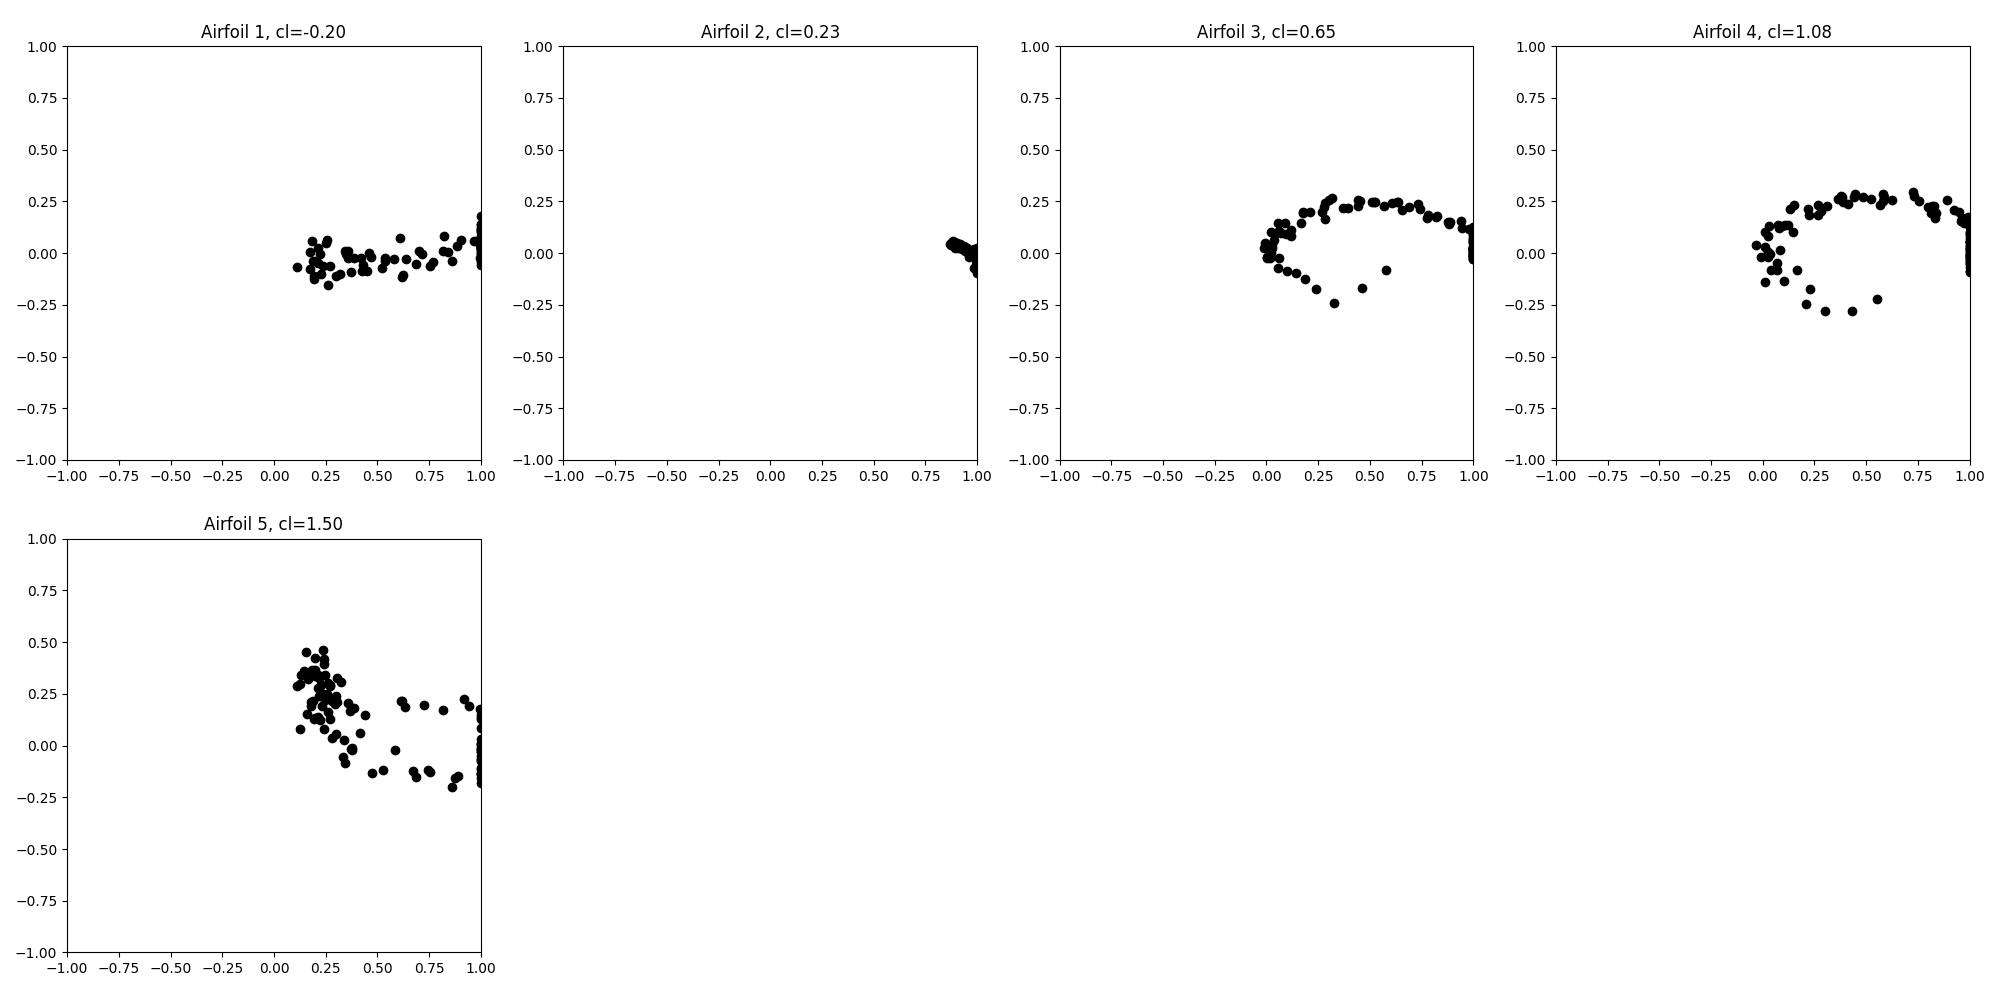 Airfoil 1, cl=-0.20
Airfoil 2, cl=0.23
Airfoil 3, cl=0.65
Airfoil 4, cl=1.08
1.00 1.00 1.00 1.00
0.75 0.75 0.75 0.75
0.50 0.50 0.50 0.50
0.25 0.25 0.25 0.25
0.00 0.00 0.00 0.00
−0.25 −0.25 −0.25 −0.25
−0.50 −0.50 −0.50 −0.50
−0.75 −0.75 −0.75 −0.75
−1.00 −1.00 −1.00 −1.00
−1.00 −0.75 −0.50 −0.25 0.00 0.25 0.50 0.75 1.00
−1.00 −0.75 −0.50 −0.25 0.00 0.25 0.50 0.75 1.00
−1.00 −0.75 −0.50 −0.25 0.00 0.25 0.50 0.75 1.00
−1.00 −0.75 −0.50 −0.25 0.00 0.25 0.50 0.75 1.00
Airfoil 5, cl=1.50
1.00
0.75
0.50
0.25
0.00
−0.25
−0.50
−0.75
−1.00
−1.00 −0.75 −0.50 −0.25 0.00 0.25 0.50 0.75 1.00